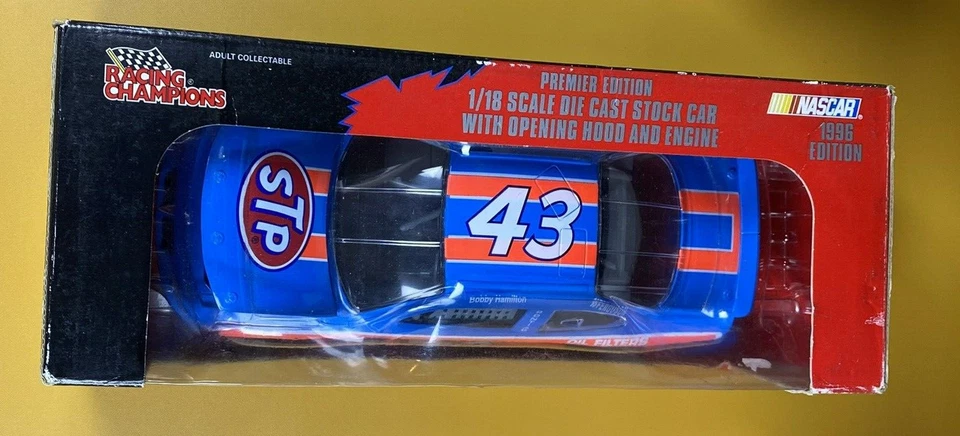 RACING
CHAMPIONS
ADULT COLLECTABLE
PREMIER EDITION
1/18 SCALE DIE CAST STOCK CAR
WITH OPENING HOOD AND ENGINE
NASCAR
1996
EDITION
STP
43
Bobby Hamilton
OIL FILTERS